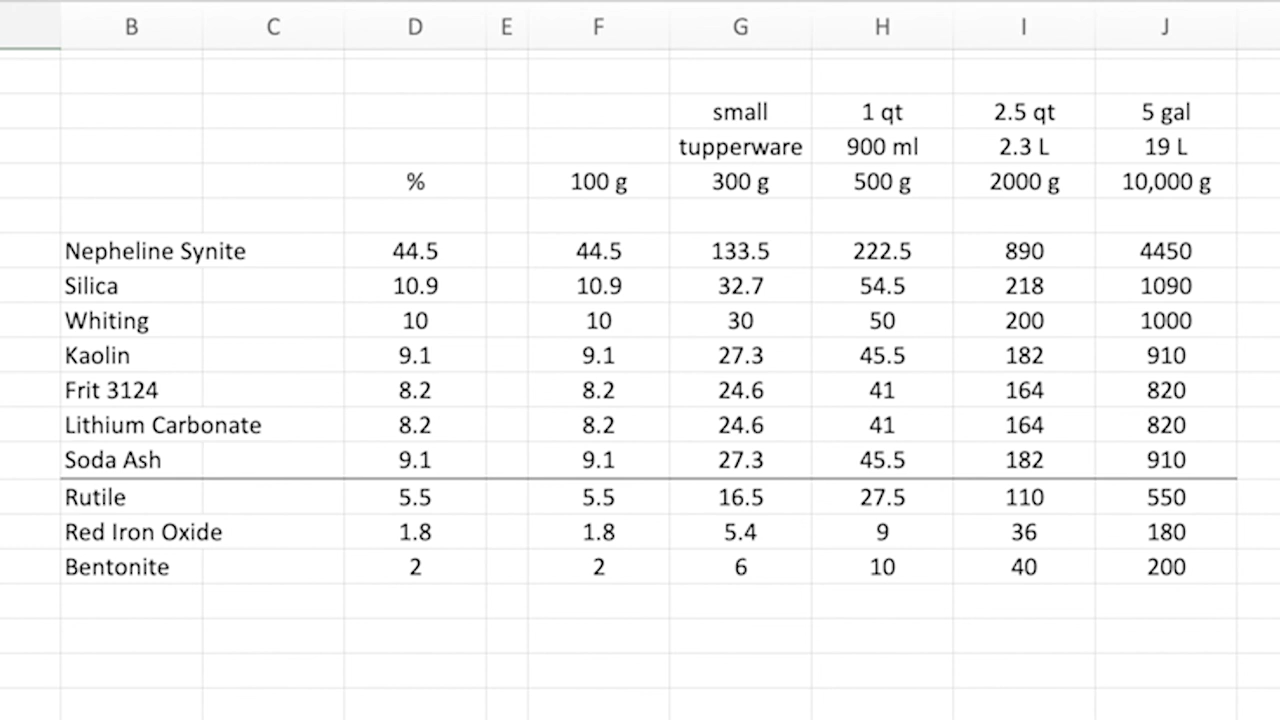 B C D E F G H I J
small 1 qt 2.5 qt 5 gal
tupperware 900 ml 2.3 L 19 L
% 100 g 300 g 500 g 2000 g 10,000 g
Nepheline Synite 44.5 44.5 133.5 222.5 890 4450
Silica 10.9 10.9 32.7 54.5 218 1090
Whiting 10 10 30 50 200 1000
Kaolin 9.1 9.1 27.3 45.5 182 910
Frit 3124 8.2 8.2 24.6 41 164 820
Lithium Carbonate 8.2 8.2 24.6 41 164 820
Soda Ash 9.1 9.1 27.3 45.5 182 910
Rutile 5.5 5.5 16.5 27.5 110 550
Red Iron Oxide 1.8 1.8 5.4 9 36 180
Bentonite 2 2 6 10 40 200